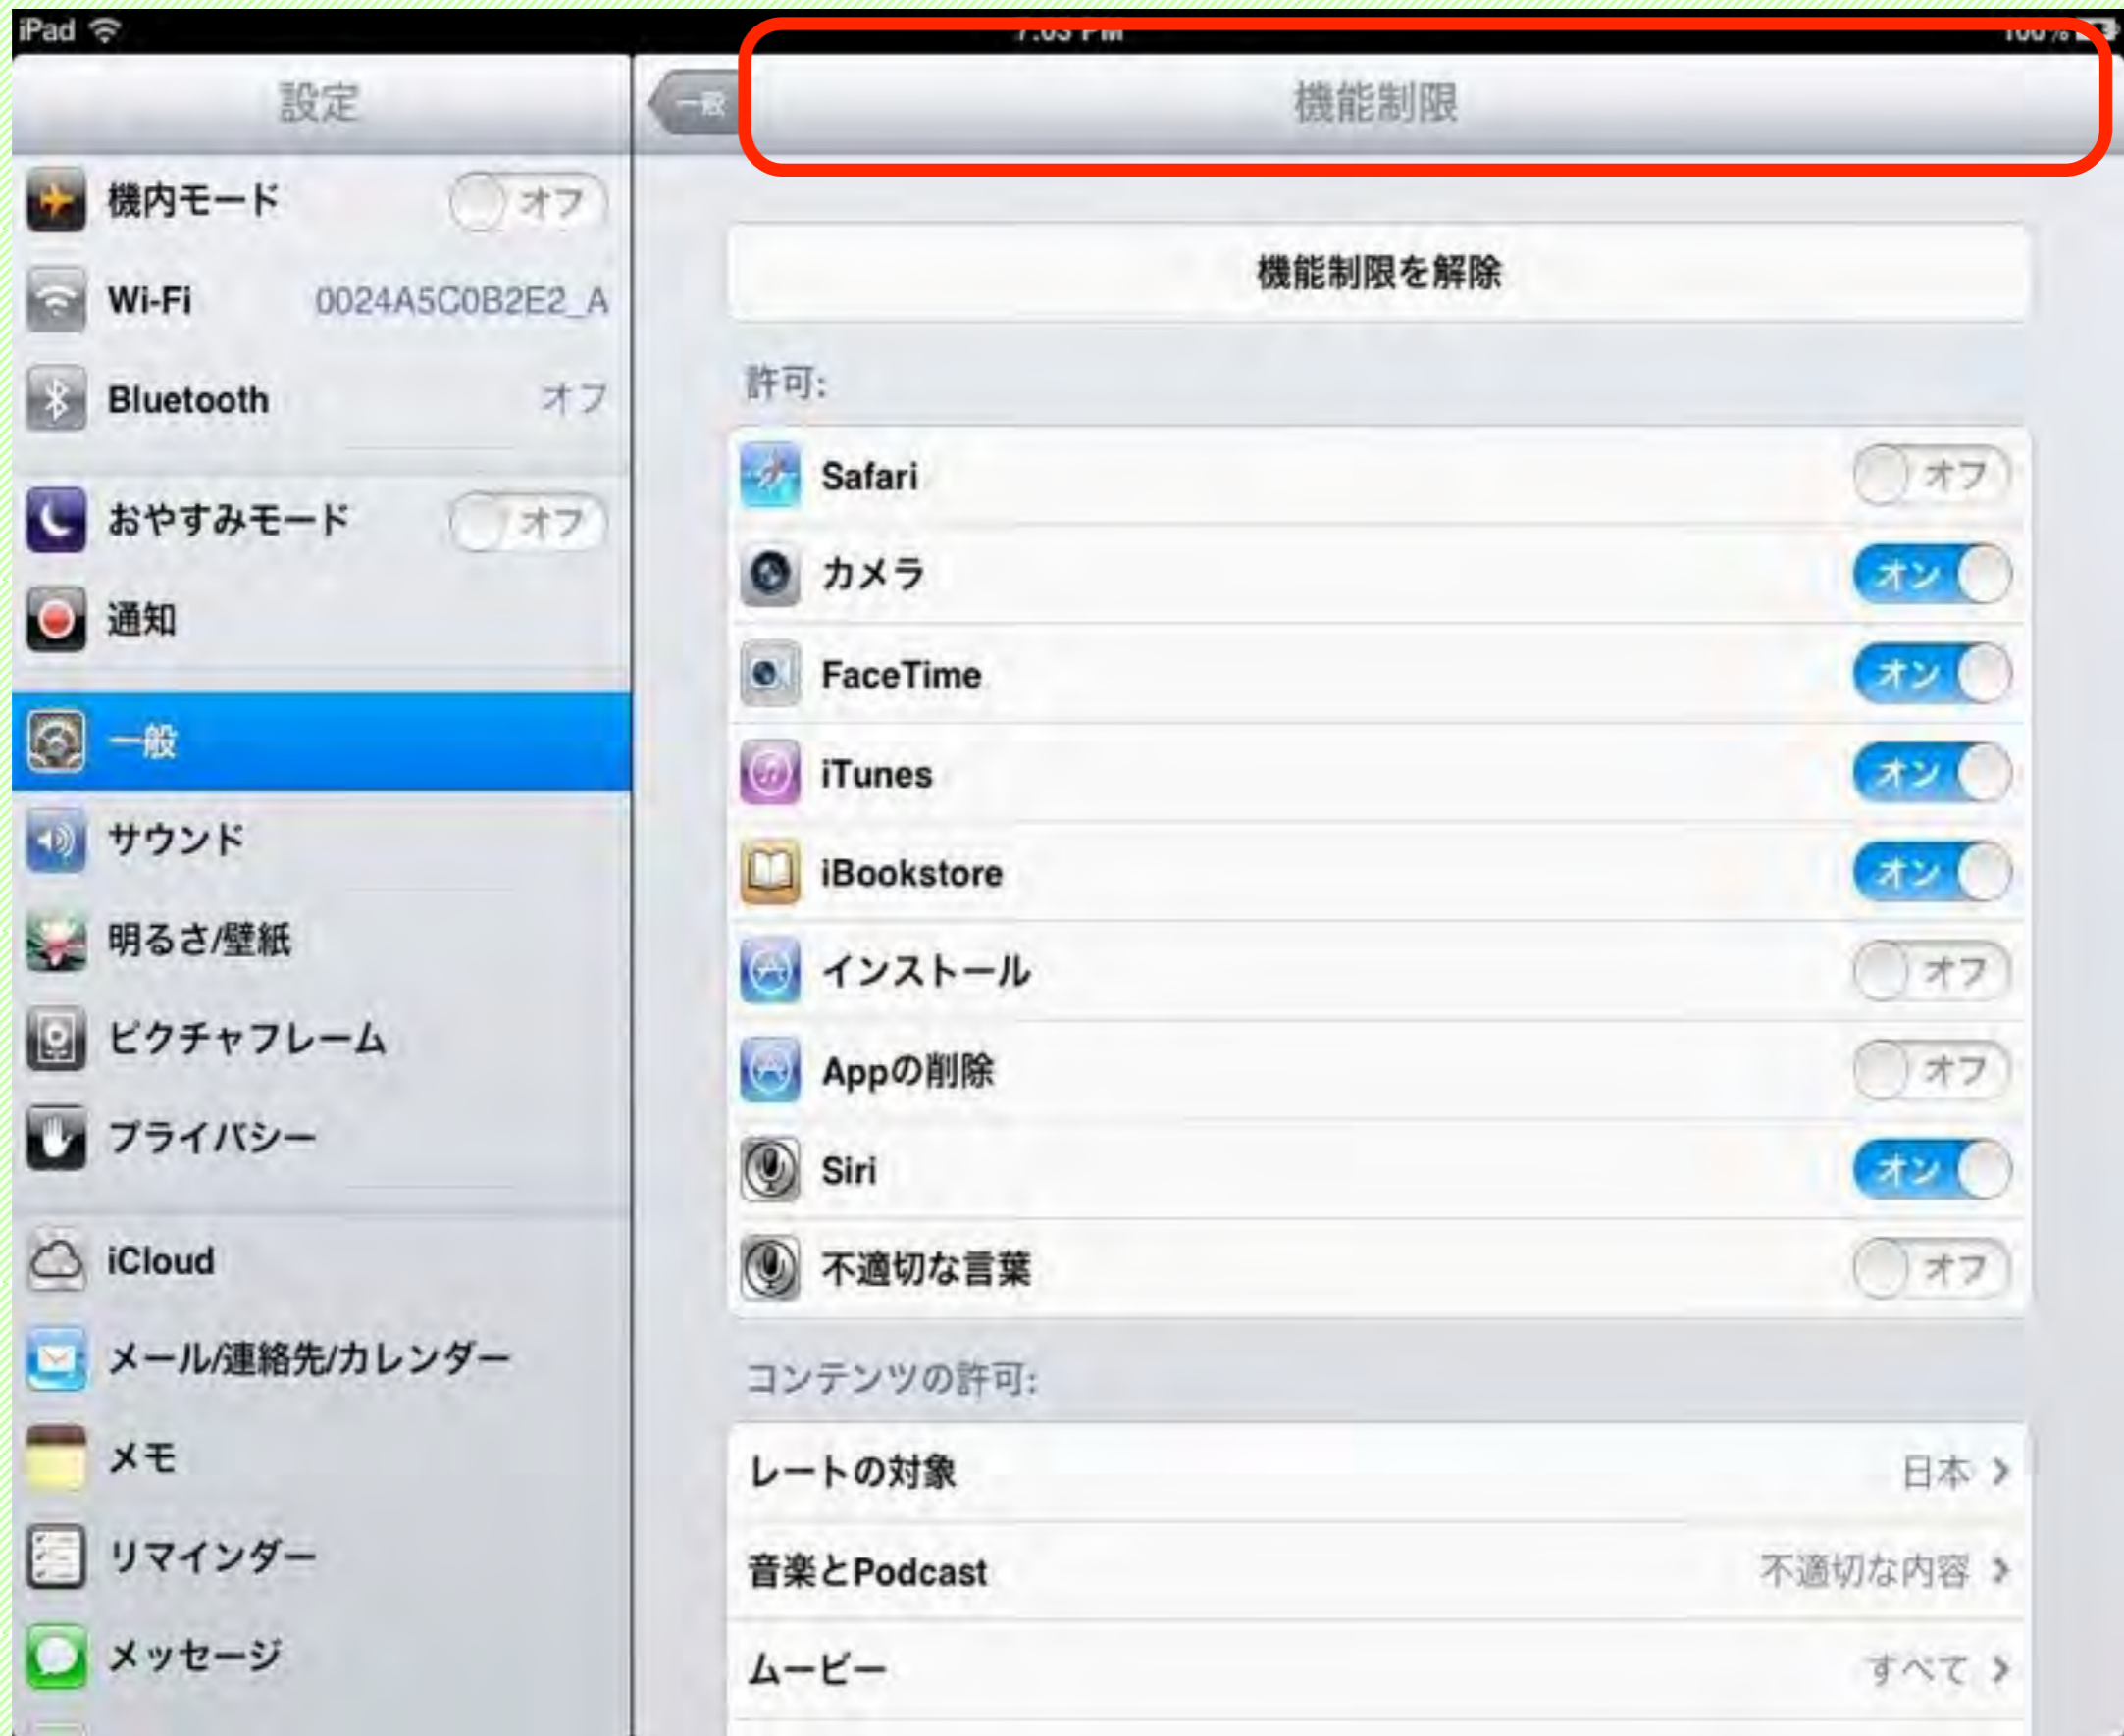 iPad
7:03 PM
100%
設定
機内モード オフ
Wi-Fi 0024A5C0B2E2_A
Bluetooth オフ
おやすみモード オフ
通知
一般
サウンド
明るさ/壁紙
ピクチャフレーム
プライバシー
iCloud
メール/連絡先/カレンダー
メモ
リマインダー
メッセージ
一般
機能制限
機能制限を解除
許可:
Safari オフ
カメラ オン
FaceTime オン
iTunes オン
iBookstore オン
インストール オフ
Appの削除 オフ
Siri オン
不適切な言葉 オフ
コンテンツの許可:
レートの対象 日本
音楽とPodcast 不適切な内容
ムービー すべて